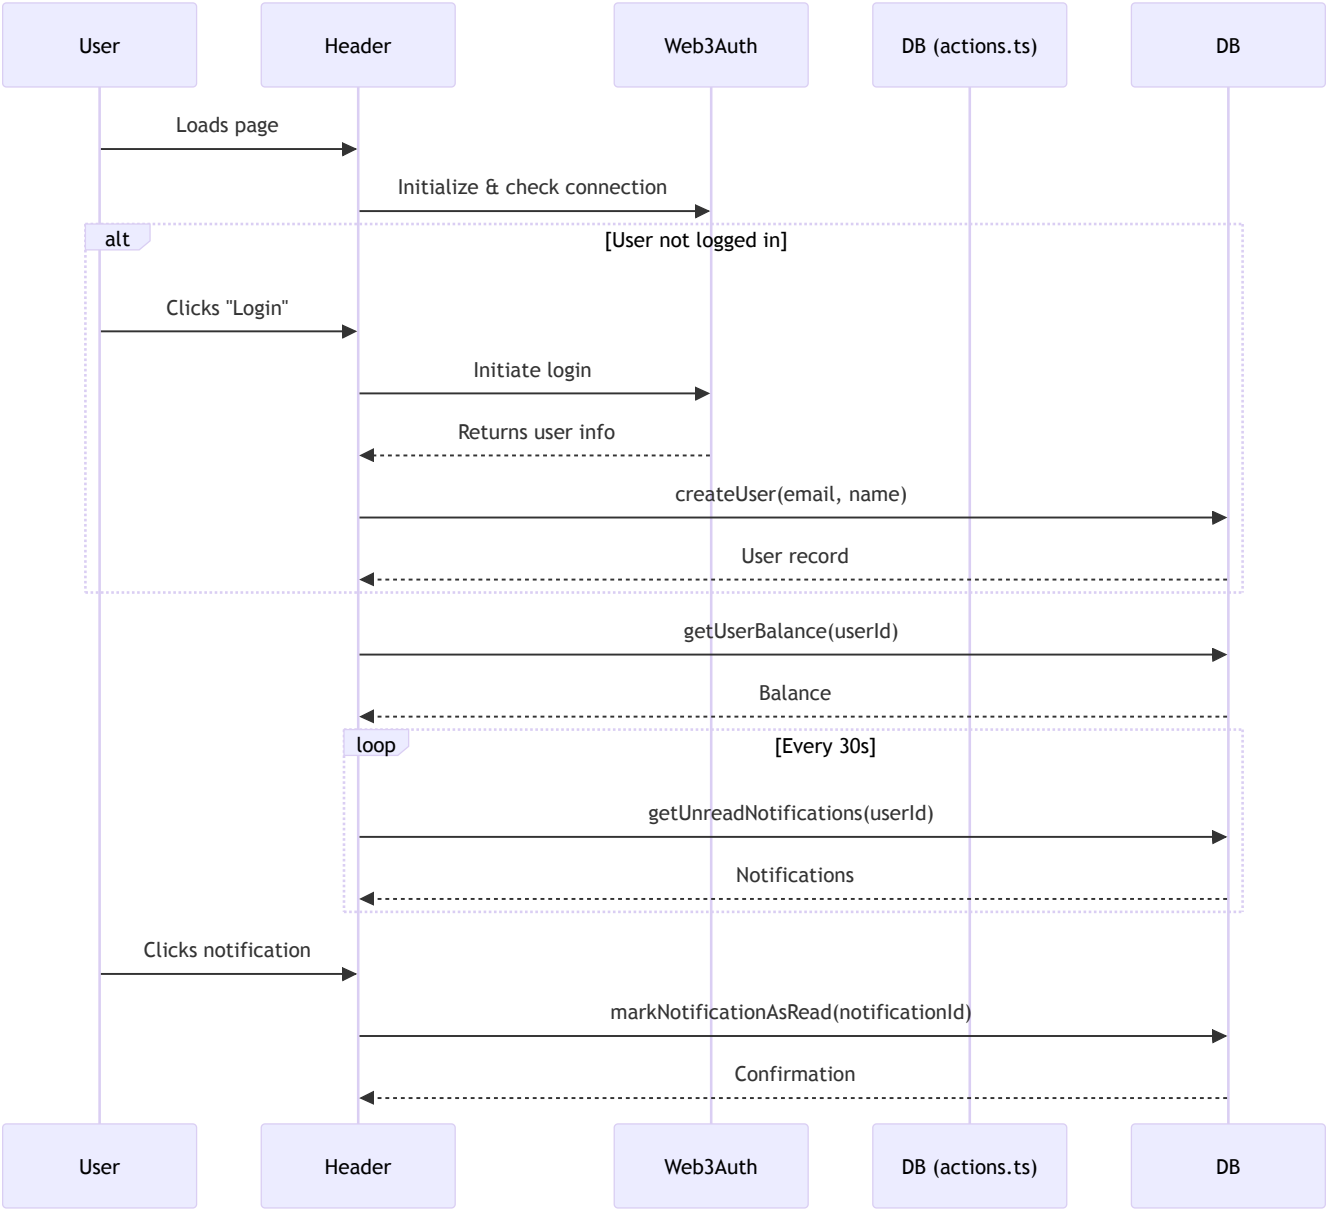 User
Header
Web3Auth
DB (actions.ts)
DB
Loads page
Initialize & check connection
alt
[User not logged in]
Clicks "Login"
Initiate login
Returns user info
createUser(email, name)
User record
getUserBalance(userId)
Balance
loop
[Every 30s]
getUnreadNotifications(userId)
Notifications
Clicks notification
markNotificationAsRead(notificationId)
Confirmation
User
Header
Web3Auth
DB (actions.ts)
DB